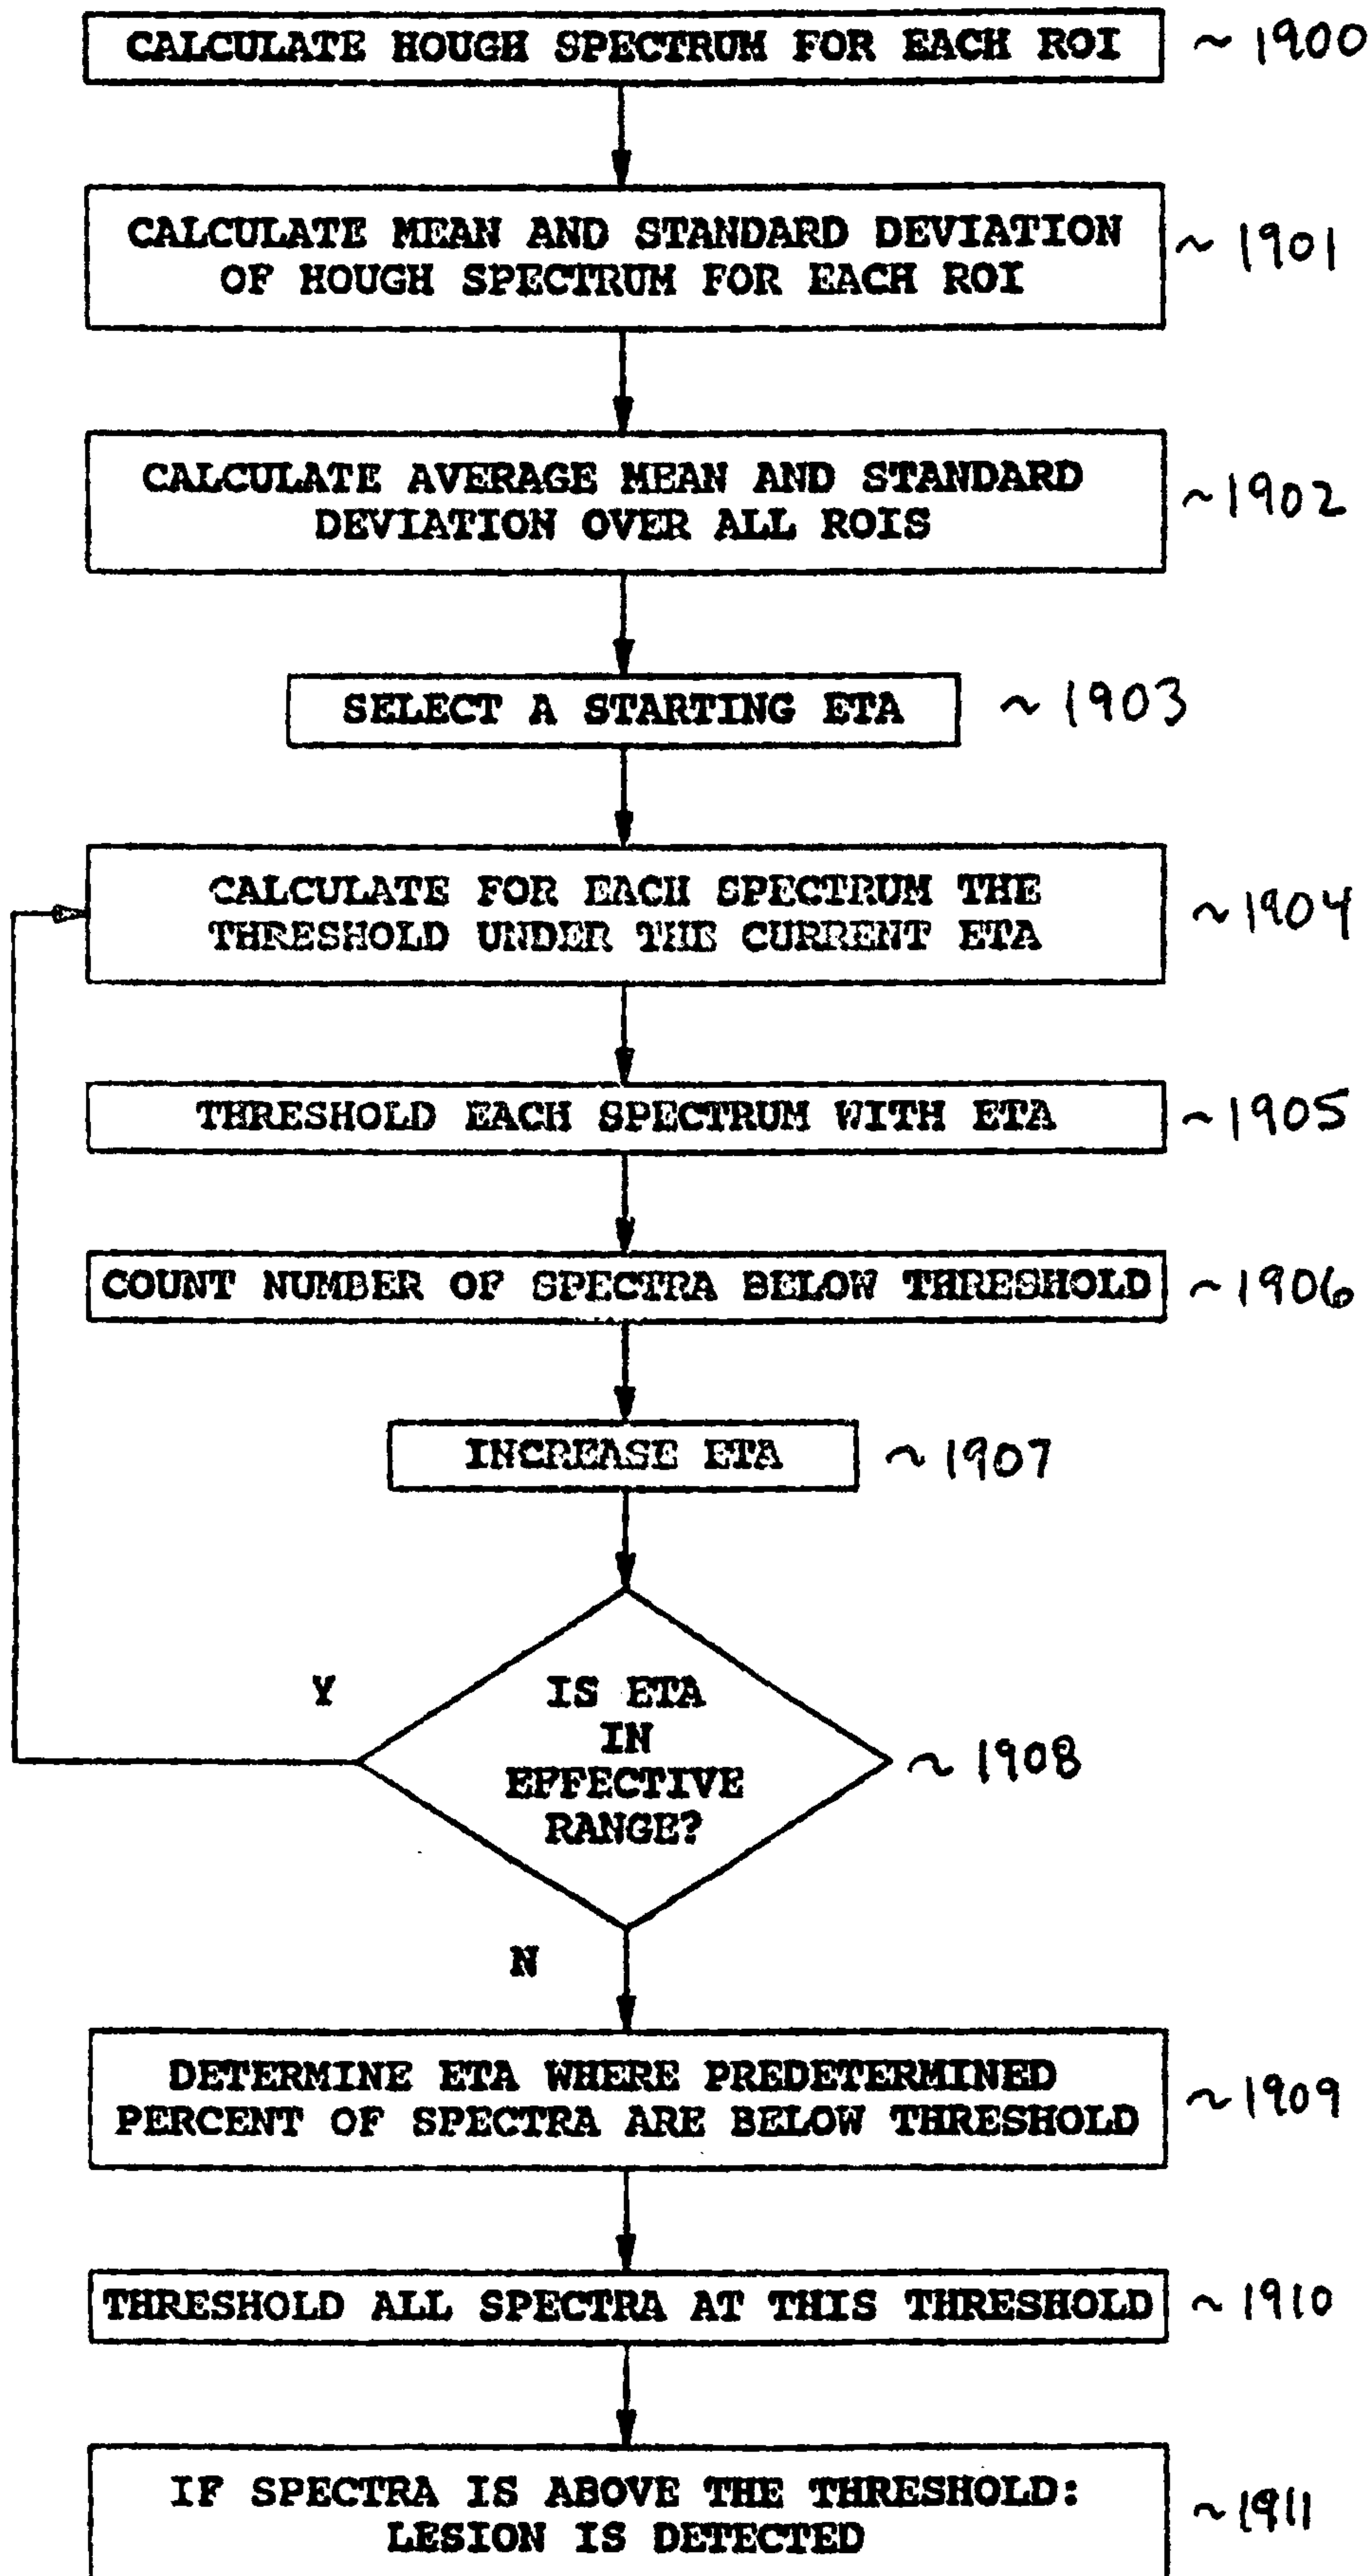 CALCULATE HOUGH SPECTRUM FOR EACH ROI ~ 1900
CALCULATE MEAN AND STANDARD DEVIATION
OF HOUGH SPECTRUM FOR EACH ROI
~ 1901
CALCULATE AVERAGE MEAN AND STANDARD
DEVIATION OVER ALL ROIS
~1902
SELECT A STARTING ETA ~ 1903
CALCULATE FOR EACH SPECTRUM THE
THRESHOLD UNDER THE CURRENT ETA
~1904
THRESHOLD EACH SPECTRUM WITH ETA ~1905
COUNT NUMBER OF SPECTRA BELOW THRESHOLD ~1906
INCREASE ETA ~1907
Y
IS ETA
IN
EFFECTIVE
RANGE?
~ 1908
N
DETERMINE ETA WHERE PREDETERMINED
PERCENT OF SPECTRA ARE BELOW THRESHOLD
~1909
THRESHOLD ALL SPECTRA AT THIS THRESHOLD ~ 1910
IF SPECTRA IS ABOVE THE THRESHOLD:
LESION IS DETECTED
~1911